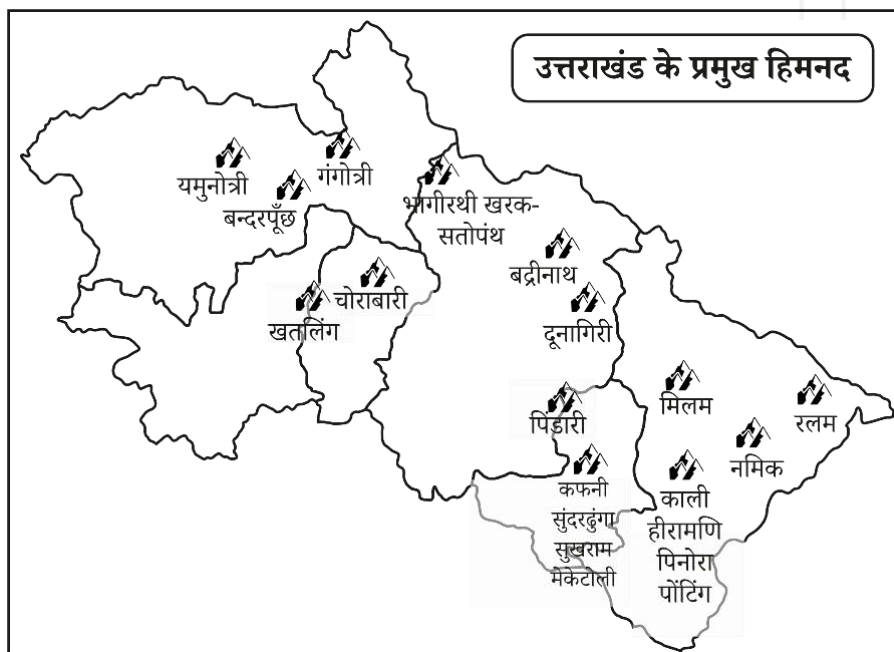 उत्तराखंड के प्रमुख हिमनद
यमुनोत्री
गंगोत्री
बन्दरपूँछ
भागीरथी खरक-
सतोपंथ
बद्रीनाथ
चोराबारी
खतलिंग
दूनागिरी
पिंडारी
मिलम
रलम
नमिक
कफनी
सुंदरढुंगा
सुखराम
मेकेटोली
काली
हीरामणि
पिनोरा
पोंटिंग